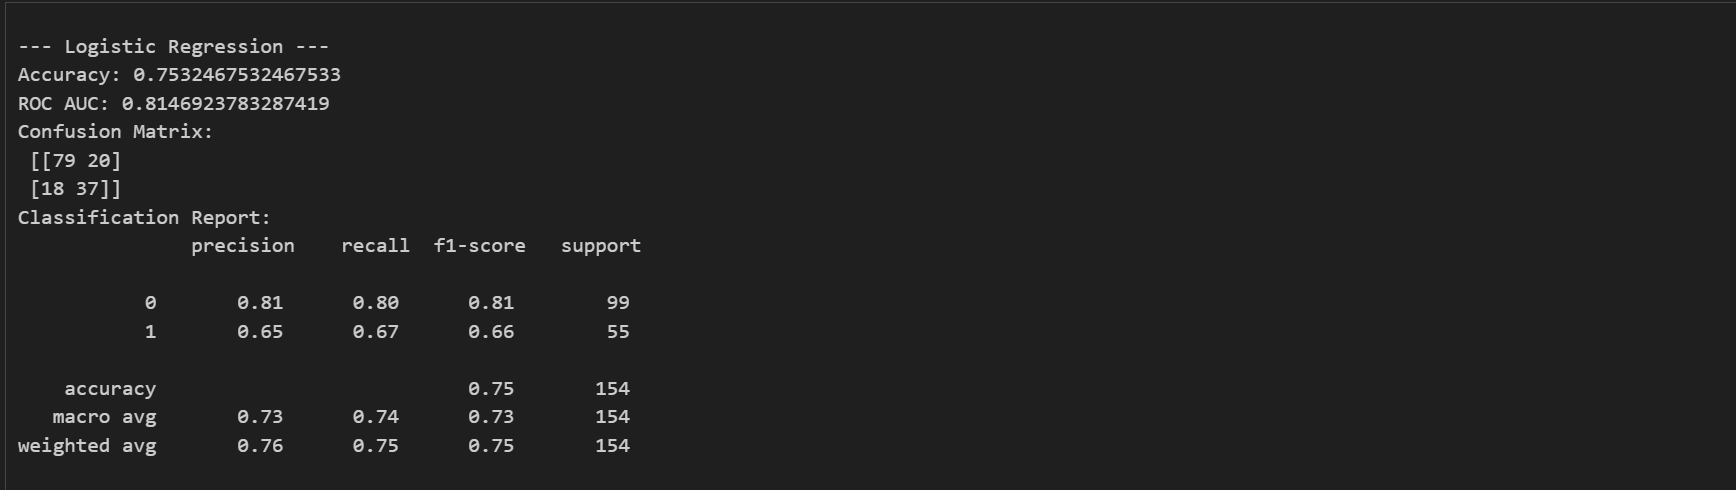 --- Logistic Regression ---
Accuracy: 0.7532467532467533
ROC AUC: 0.8146923783287419
Confusion Matrix:
 [[79 20]
 [18 37]]
Classification Report:
               precision    recall  f1-score   support

           0       0.81      0.80      0.81        99
           1       0.65      0.67      0.66        55

    accuracy                           0.75       154
   macro avg       0.73      0.74      0.73       154
weighted avg       0.76      0.75      0.75       154